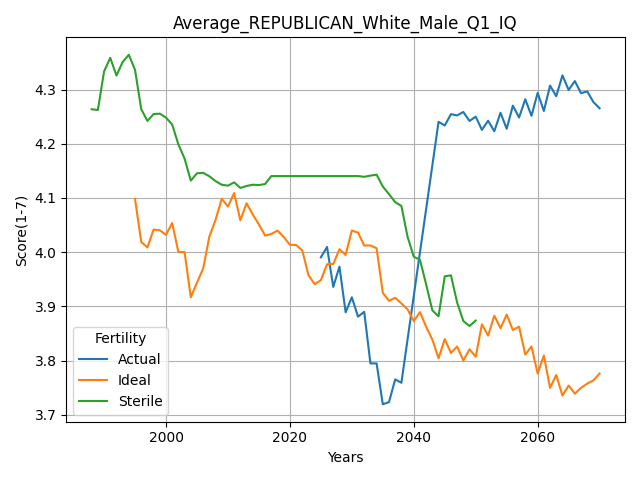 Average_REPUBLICAN_White_Male_Q1_IQ
Score(1-7)
4.3
4.2
4.1
4.0
3.9
3.8
3.7
Fertility
Actual
Ideal
Sterile
2000 2020 2040 2060
Years